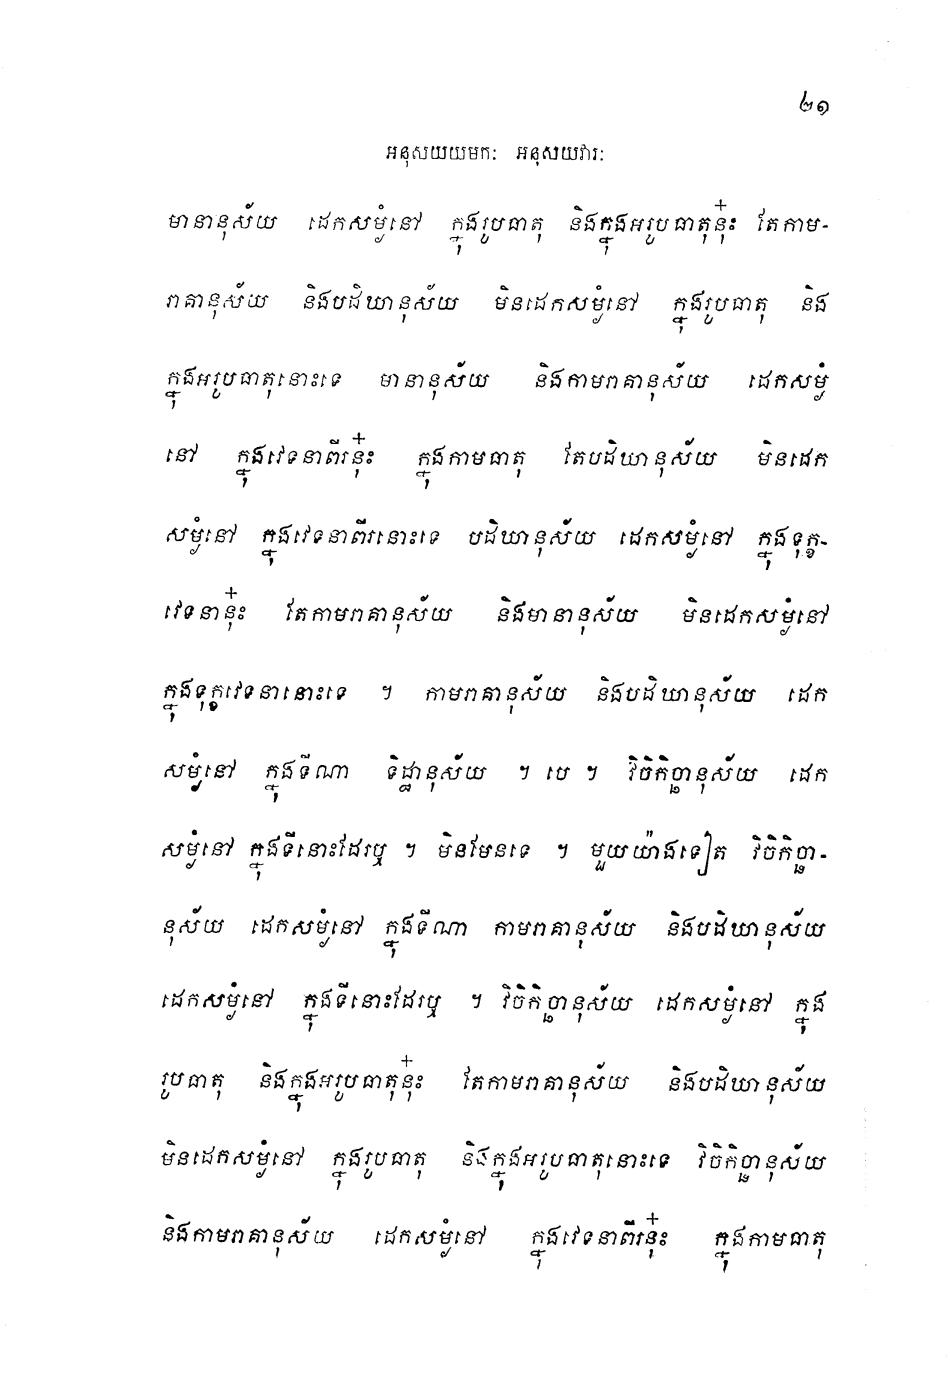 ២១
អនុសយយមកៈ អនុសយវារៈ
មានានុស័យ ដេកសម្ងំនៅ ក្នុងរូបធាតុ និងក្នុងអរូបធាតុនុ៎ះ តែកាម-
រាគានុស័យ និងបដិឃានុស័យ មិនដេកសម្ងំនៅ ក្នុងរូបធាតុ និង
ក្នុងអរូបធាតុនោះទេ មានានុស័យ និងកាមរាគានុស័យ ដេកសម្ងំ
នៅ ក្នុងវេទនាពីរនុ៎ះ ក្នុងកាមធាតុ តែបដិឃានុស័យ មិនដេក
សម្ងំនៅ ក្នុងវេទនាពីរនោះទេ បដិឃានុស័យ ដេកសម្ងំនៅ ក្នុងទុក្ខ-
វេទនានុ៎ះ តែកាមរាគានុស័យ និងមានានុស័យ មិនដេកសម្ងំនៅ
ក្នុងទុក្ខវេទនានោះទេ ។ កាមរាគានុស័យ និងបដិឃានុស័យ ដេក
សម្ងំនៅ ក្នុងទីណា ទិដ្ឋានុស័យ ។ បេ ។ វិចិកិច្ឆានុស័យ ដេក
សម្ងំនៅ ក្នុងទីនោះដែរឬ ។ មិនមែនទេ ។ មួយយ៉ាងទៀត វិចិកិច្ឆា-
នុស័យ ដេកសម្ងំនៅ ក្នុងទីណា កាមរាគានុស័យ និងបដិឃានុស័យ
ដេកសម្ងំនៅ ក្នុងទីនោះដែរឬ ។ វិចិកិច្ឆានុស័យ ដេកសម្ងំនៅ ក្នុង
រូបធាតុ និងក្នុងអរូបធាតុនុ៎ះ តែកាមរាគានុស័យ និងបដិឃានុស័យ
មិនដេកសម្ងំនៅ ក្នុងរូបធាតុ និងក្នុងអរូបធាតុនោះទេ វិចិកិច្ឆានុស័យ
និងកាមរាគានុស័យ ដេកសម្ងំនៅ ក្នុងវេទនាពីរនុ៎ះ ក្នុងកាមធាតុ